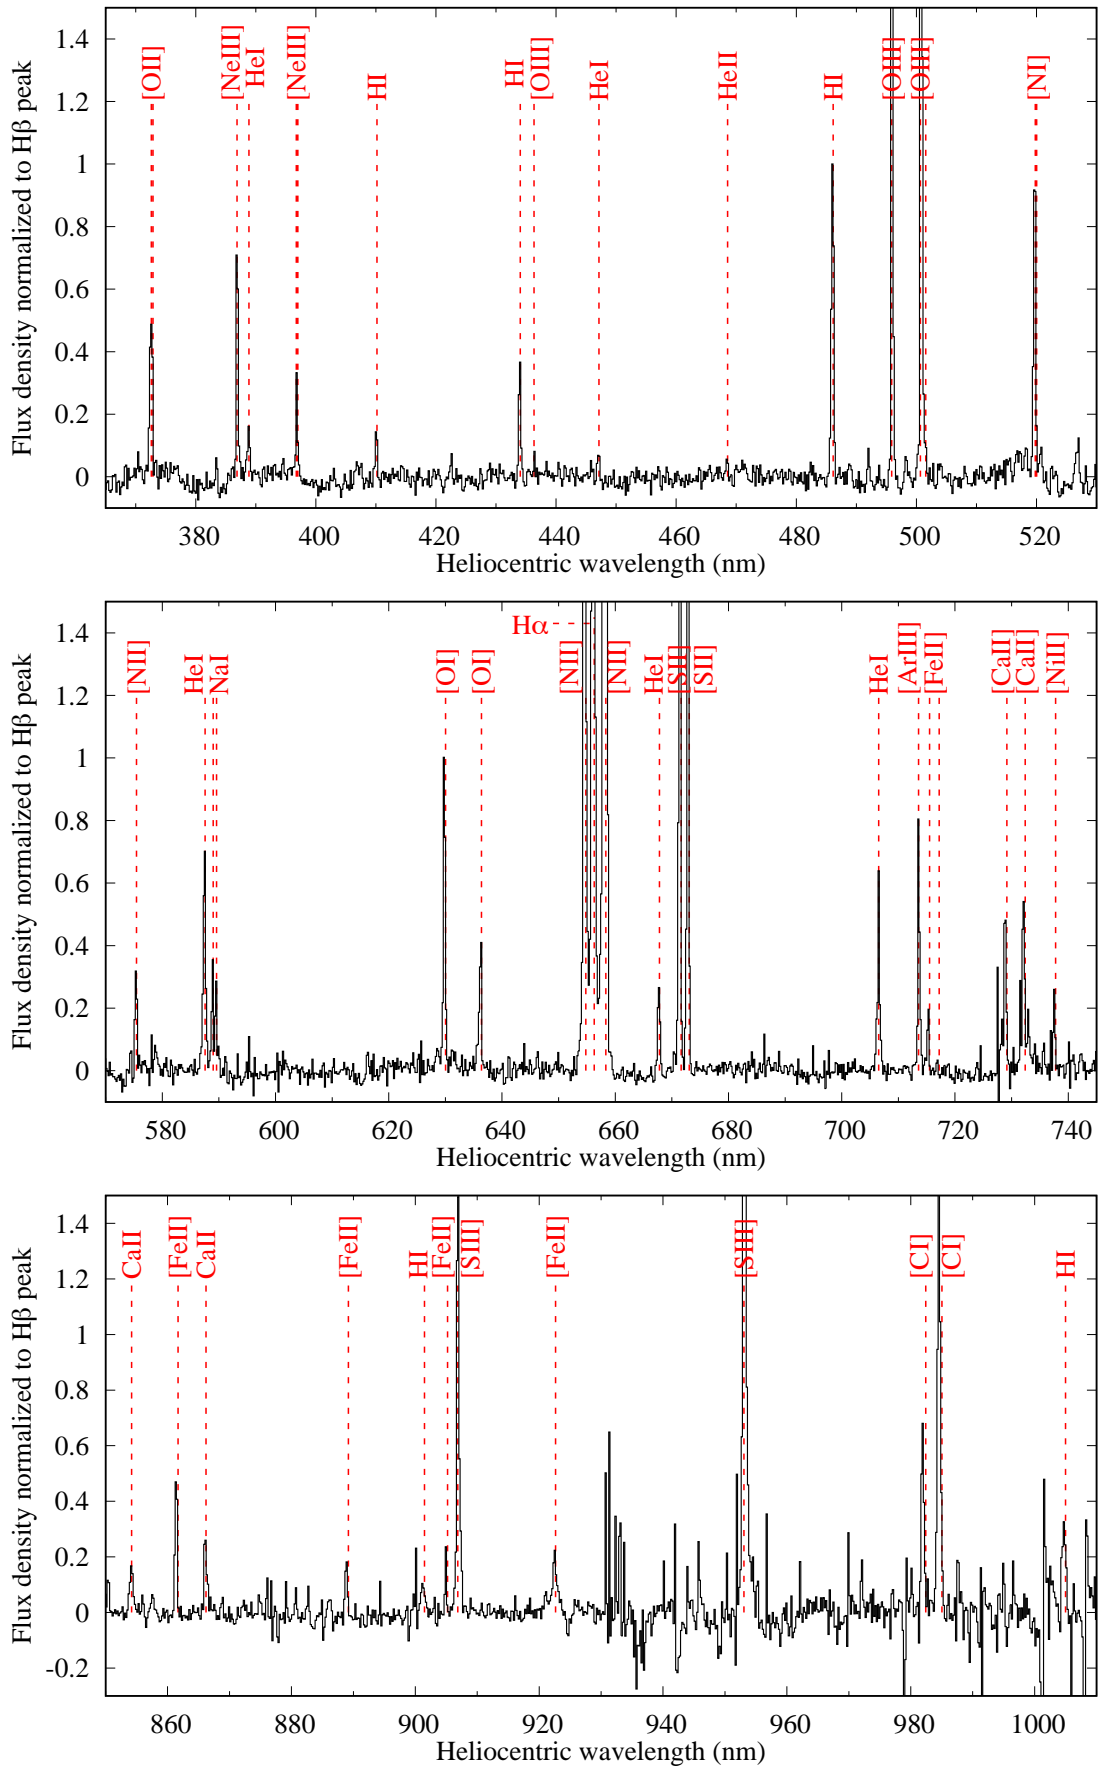 Flux density normalized to Hβ peak
1.4
1.2
1
0.8
0.6
0.4
0.2
0
[OII]
[NeIII]
HeI
[NeIII]
HI
HI
[OIII]
HeI
HeII
HI
[OIII]
[OIII]
[NI]
380 400 420 440 460 480 500 520
Heliocentric wavelength (nm)
Flux density normalized to Hβ peak
1.4
1.2
1
0.8
0.6
0.4
0.2
0
[NII]
HeI
NaI
[OI]
[OI]
Hα
[NII]
[NII]
HeI
[SII]
[SII]
HeI
[ArIII]
[FeII]
[CaII]
[CaII]
[NiII]
580 600 620 640 660 680 700 720 740
Heliocentric wavelength (nm)
Flux density normalized to Hβ peak
1.4
1.2
1
0.8
0.6
0.4
0.2
0
-0.2
CaII
[FeII]
CaII
[FeII]
HI
[FeII]
[SIII]
[FeII]
[SIII]
[CI]
[CI]
HI
860 880 900 920 940 960 980 1000
Heliocentric wavelength (nm)